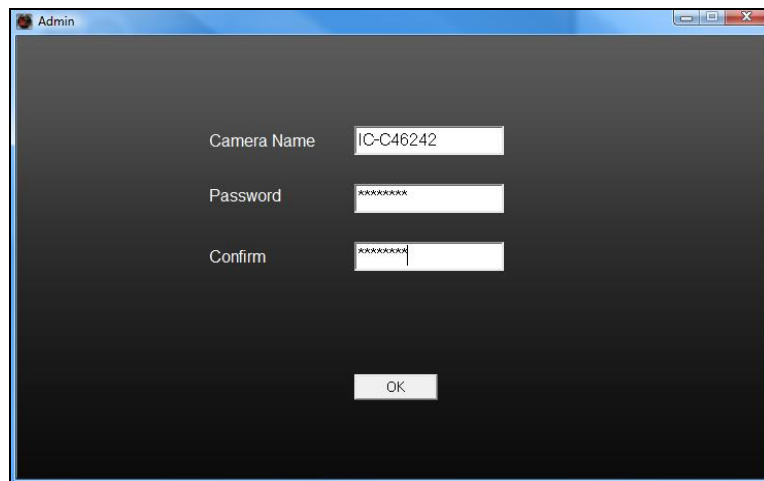 Admin
Camera Name IC-C46242
Password ********
Confirm ********
OK